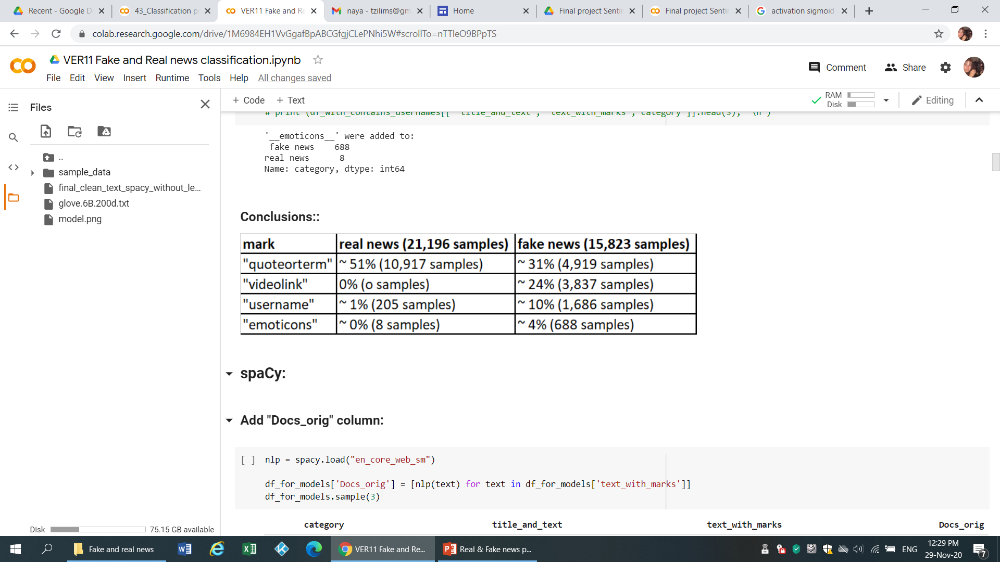 Recent - Google D
43_Classification p
VER11 Fake and Re
naya - tzilims@gm
Home
Final project Sentin
Final project Sentin
activation sigmoid
colab.research.google.com/drive/1M6984EH1VvGgafBpABCGfgjCLePNhi5W#scrollTo=nTTleO9BPpTS
VER11 Fake and Real news classification.ipynb
Comment Share
File Edit View Insert Runtime Tools Help All changes saved
Files
+ Code + Text
RAM
Disk
Editing
..
sample_data
final_clean_text_spacy_without_le...
glove.6B.200d.txt
model.png
# print (df_with_contains_usernames[[ 'title_and_text', 'text_with_marks','category']].head(3), '\n')
'__emoticons__' were added to:
fake news 688
real news 8
Name: category, dtype: int64
Conclusions::
mark real news (21,196 samples) fake news (15,823 samples)
"quoteorterm" ~ 51% (10,917 samples) ~ 31% (4,919 samples)
"videolink" 0% (o samples) ~ 24% (3,837 samples)
"username" ~ 1% (205 samples) ~ 10% (1,686 samples)
"emoticons" ~ 0% (8 samples) ~ 4% (688 samples)
spaCy:
Add "Docs_orig" column:
[ ] nlp = spacy.load("en_core_web_sm")
df_for_models['Docs_orig'] = [nlp(text) for text in df_for_models['text_with_marks']]
df_for_models.sample(3)
category title_and_text text_with_marks Docs_orig
Disk 75.15 GB available
Fake and real news
VER11 Fake and Re...
Real & Fake news p...
ENG
12:29 PM
29-Nov-20
7